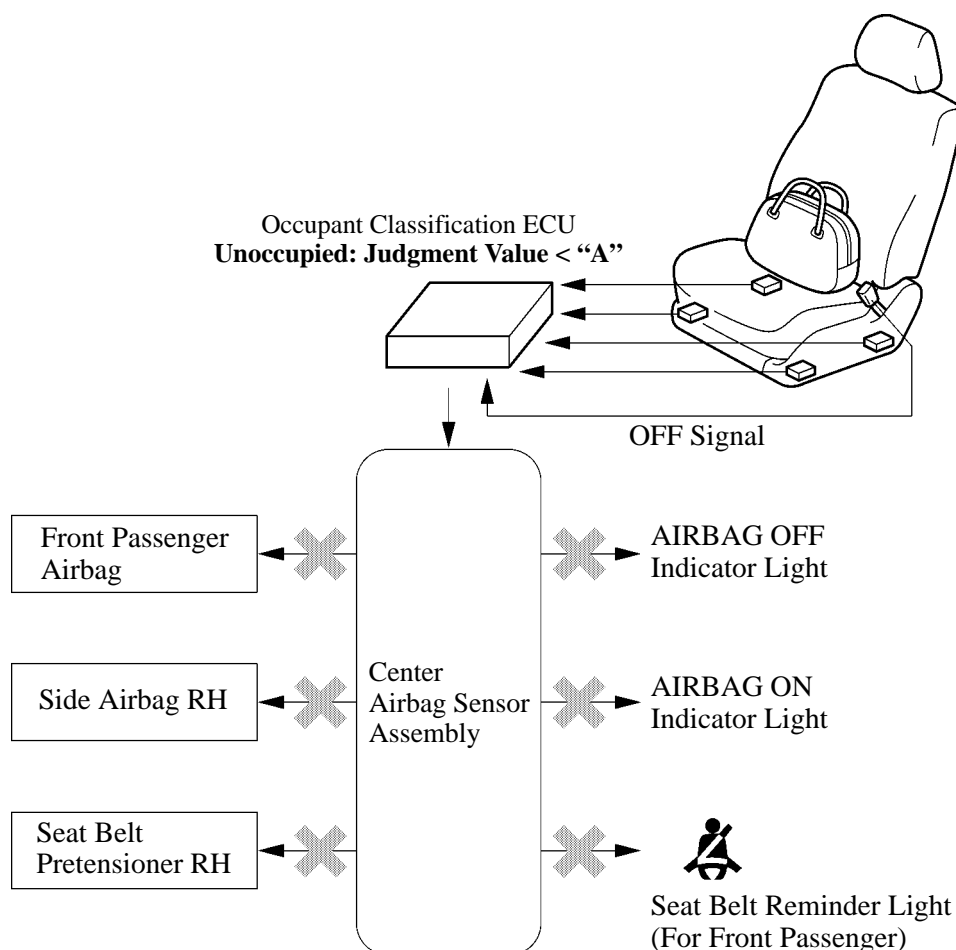 Occupant Classification ECU
Unoccupied: Judgment Value < “A”
OFF Signal
Front Passenger
Airbag
AIRBAG OFF
Indicator Light
Side Airbag RH
Center
Airbag Sensor
Assembly
AIRBAG ON
Indicator Light
Seat Belt
Pretensioner RH
Seat Belt Reminder Light
(For Front Passenger)